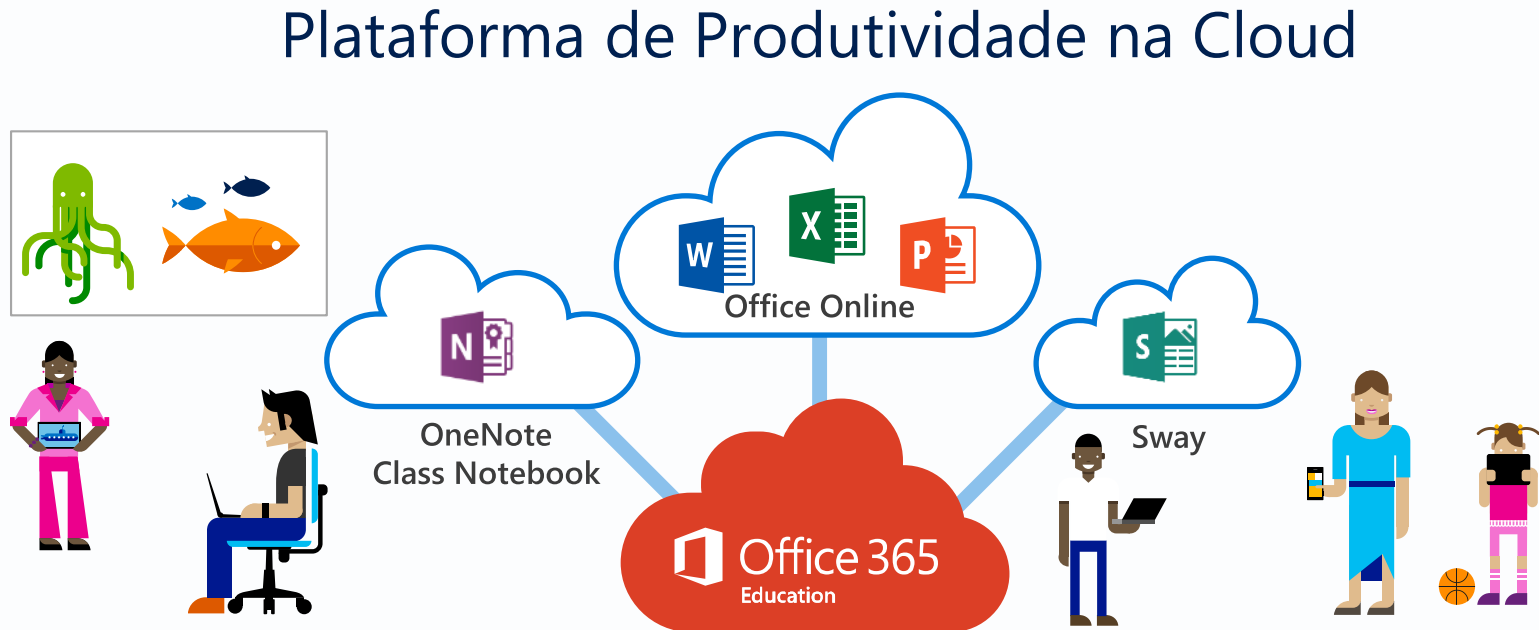 Plataforma de Produtividade na Cloud
W
X
P
Office Online
N
OneNote
Class Notebook
S
Sway
Office 365
Education